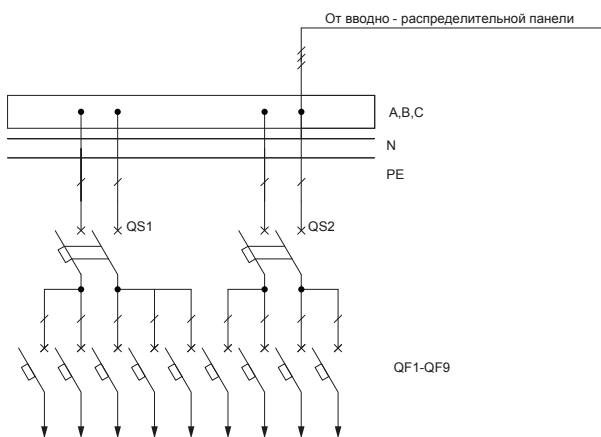 От вводно - распределительной панели
A,B,C
N
PE
QS1
QS2
QF1-QF9